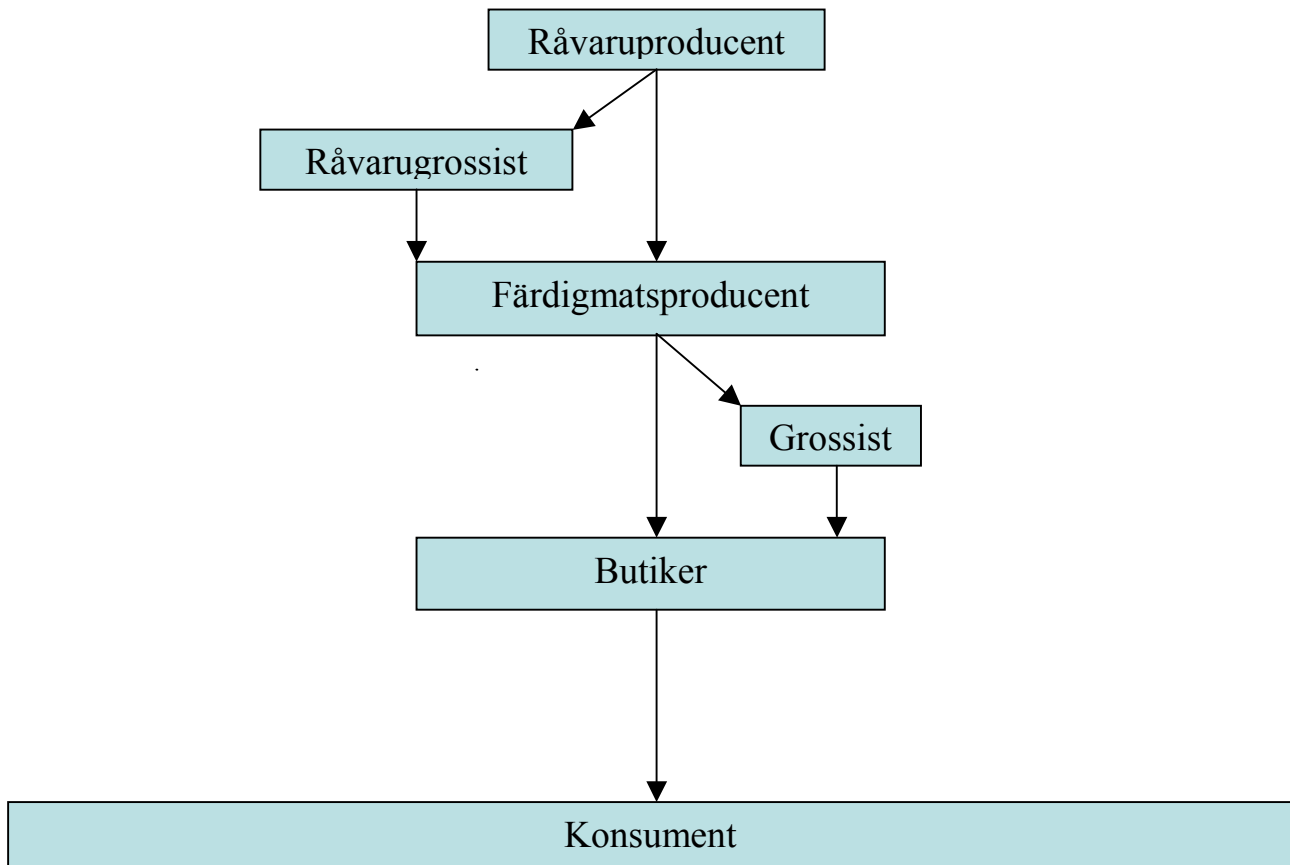 Råvaruproducent
Råvarugrossist
Färdigmatsproducent
Grossist
Butiker
Konsument